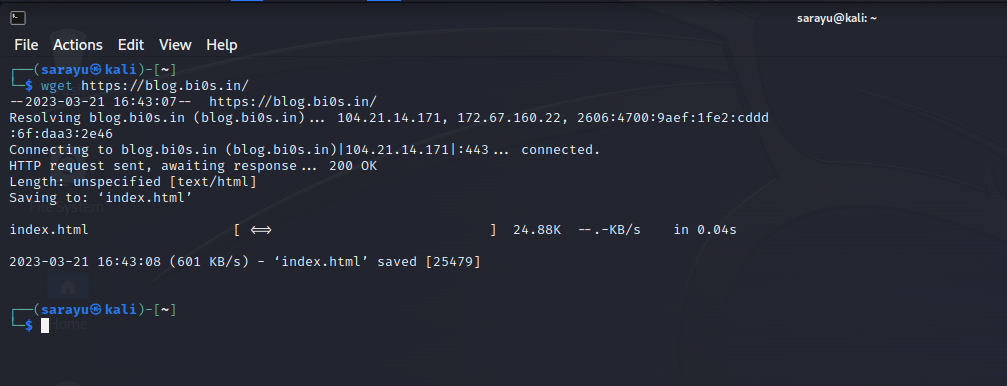 sarayu@kali: ~
File Actions Edit View Help
┌──(sarayu㉿kali)-[~]
└─$ wget https://blog.bi0s.in/
--2023-03-21 16:43:07--  https://blog.bi0s.in/
Resolving blog.bi0s.in (blog.bi0s.in)... 104.21.14.171, 172.67.160.22, 2606:4700:9aef:1fe2:cddd
:6f:daa3:2e46
Connecting to blog.bi0s.in (blog.bi0s.in)|104.21.14.171|:443... connected.
HTTP request sent, awaiting response... 200 OK
Length: unspecified [text/html]
Saving to: ‘index.html’
File System
index.html                  [ <=>                            ]  24.88K  --.-KB/s    in 0.04s
2023-03-21 16:43:08 (601 KB/s) - ‘index.html’ saved [25479]
┌──(sarayu㉿kali)-[~]
└─$
Home